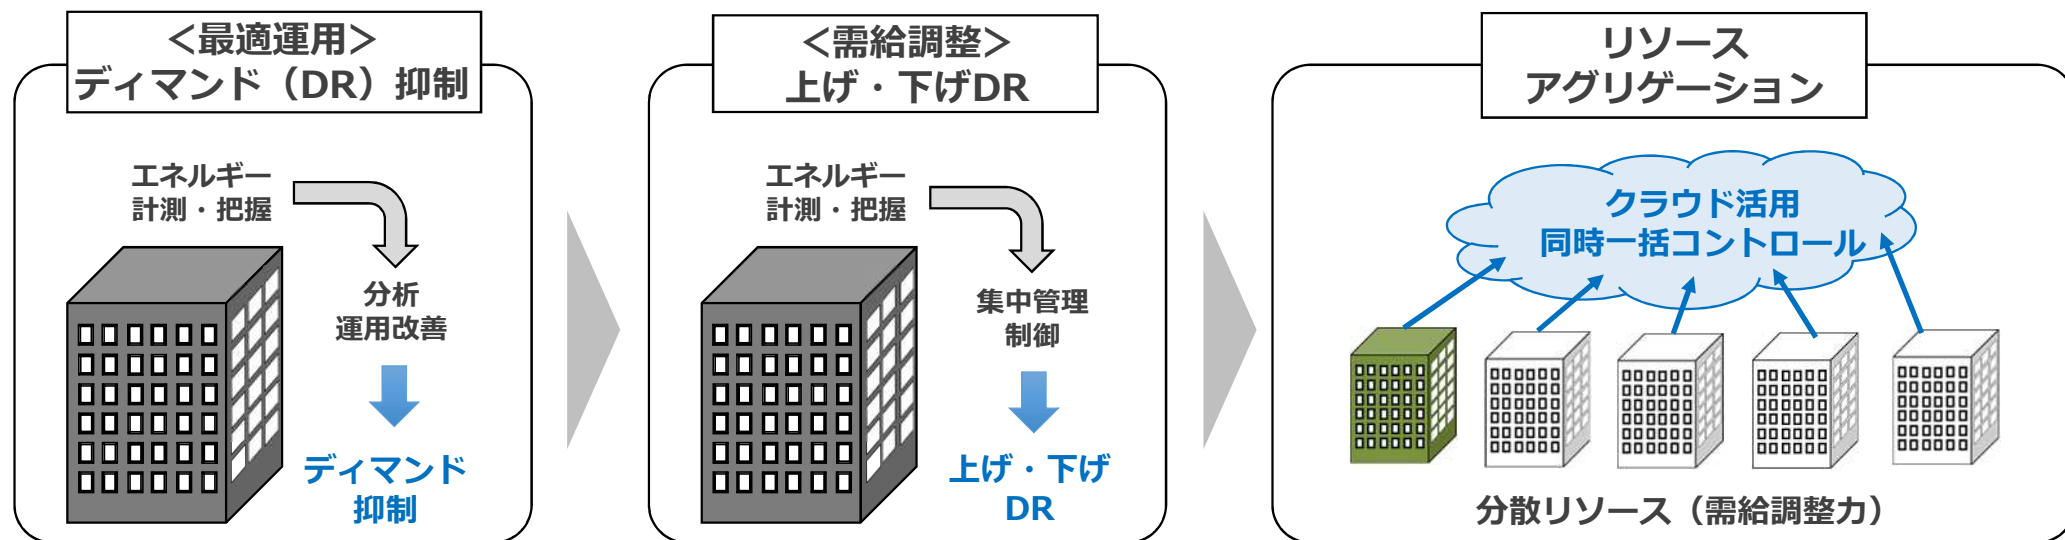 ＜最適運用＞
ディマンド（DR）抑制
エネルギー
計測・把握
分析
運用改善
ディマンド
抑制
＜需給調整＞
上げ・下げDR
エネルギー
計測・把握
集中管理
制御
上げ・下げ
DR
リソース
アグリゲーション
クラウド活用
同時一括コントロール
分散リソース（需給調整力）